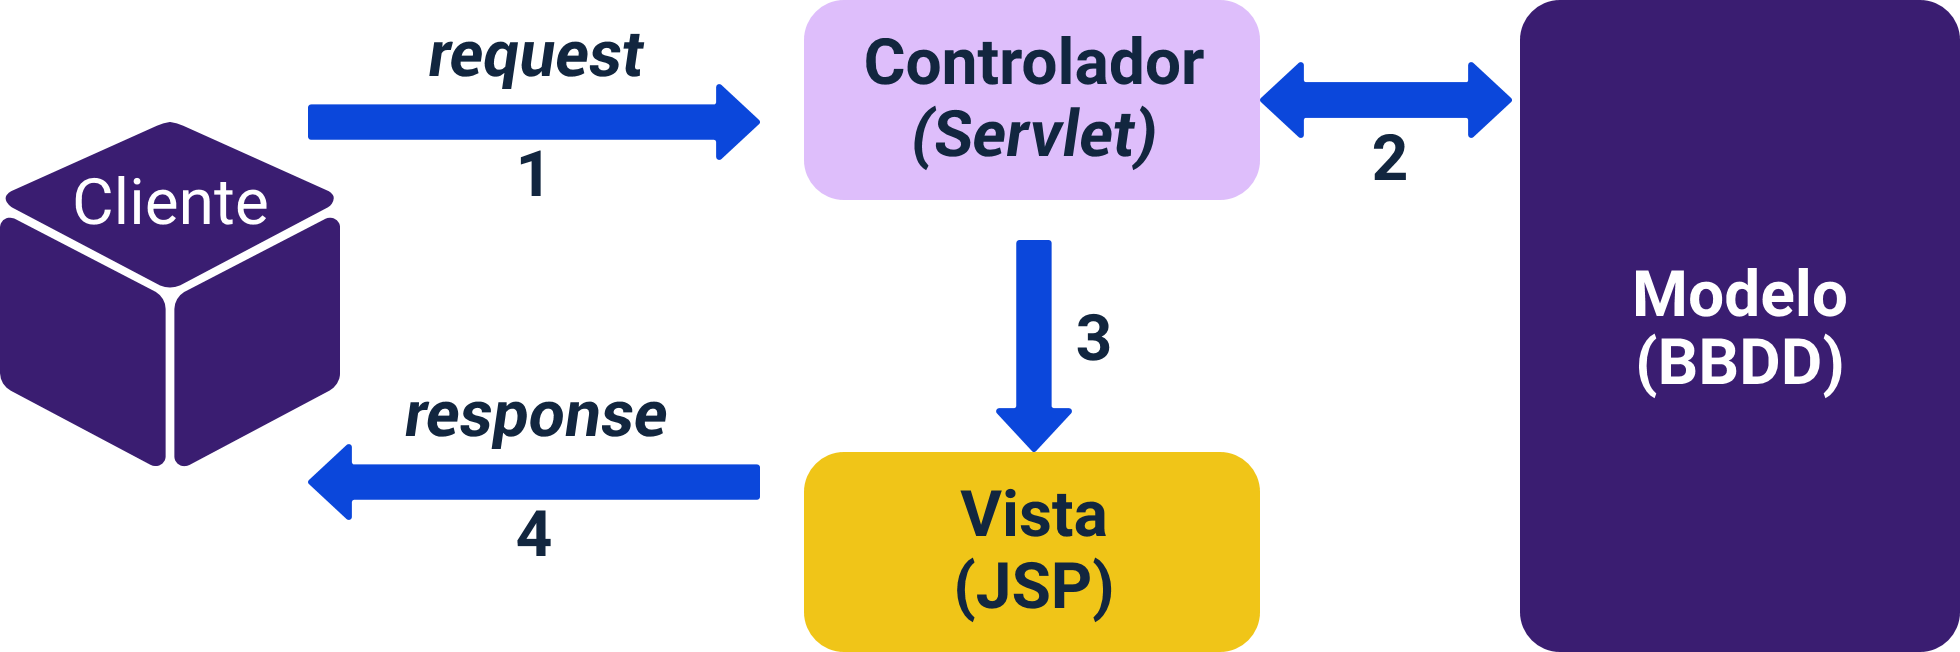 request
1
Cliente
Controlador
(Servlet)
2
3
Modelo
(BBDD)
response
4
Vista
(JSP)